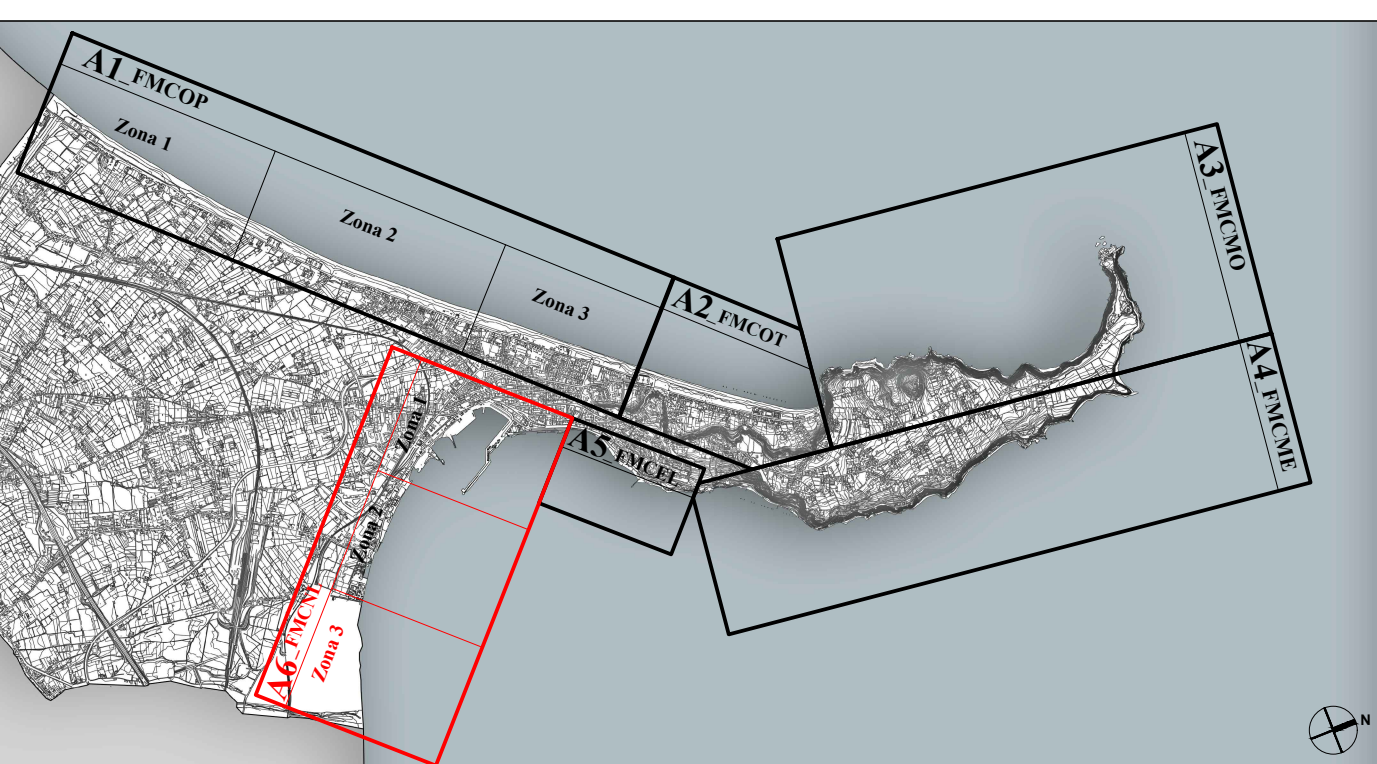 A1_FMCOP
Zona 1
Zona 2
Zona 3
A2_FMCOT
A3_FMCMO
A4_FMCME
A5_FMCEL
A6_FMCNL
Zona 1
Zona 2
Zona 3
N